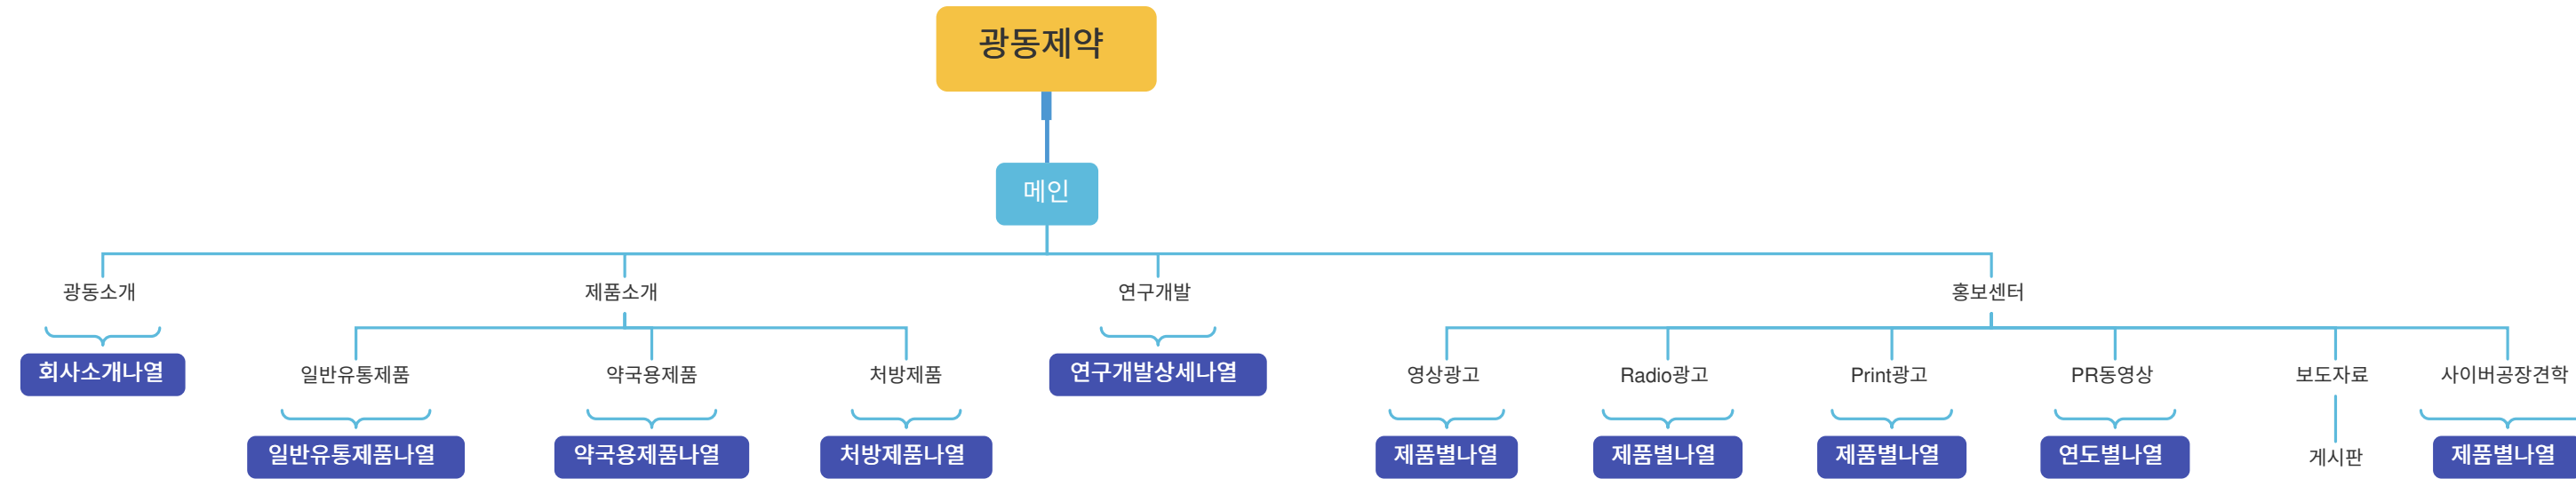 광동제약
메인
광동소개
제품소개
연구개발
홍보센터
회사소개나열
일반유통제품
약국용제품
처방제품
연구개발상세나열
영상광고
Radio광고
Print광고
PR동영상
보도자료
사이버공장견학
일반유통제품나열
약국용제품나열
처방제품나열
제품별나열
제품별나열
제품별나열
연도별나열
게시판
제품별나열